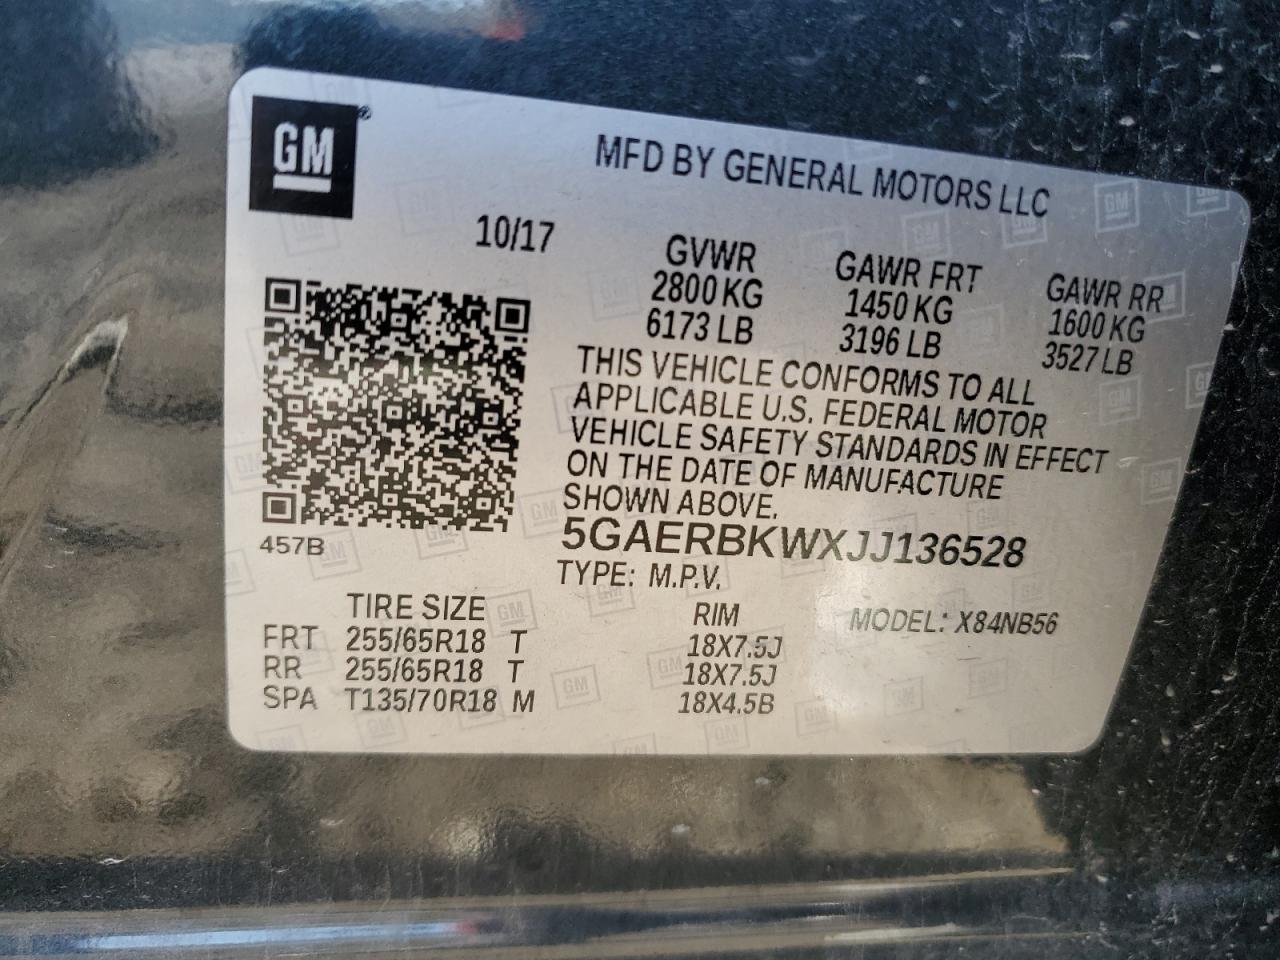 GM
MFD BY GENERAL MOTORS LLC
10/17
GVWR
2800 KG
6173 LB
GAWR FRT
1450 KG
3196 LB
GAWR RR
1600 KG
3527 LB
THIS VEHICLE CONFORMS TO ALL
APPLICABLE U.S. FEDERAL MOTOR
VEHICLE SAFETY STANDARDS IN EFFECT
ON THE DATE OF MANUFACTURE
SHOWN ABOVE.
5GAERBKWXJJ136528
TYPE: M.P.V.
457B
TIRE SIZE RIM MODEL: X84NB56
FRT 255/65R18 T 18X7.5J
RR 255/65R18 T 18X7.5J
SPA T135/70R18 M 18X4.5B